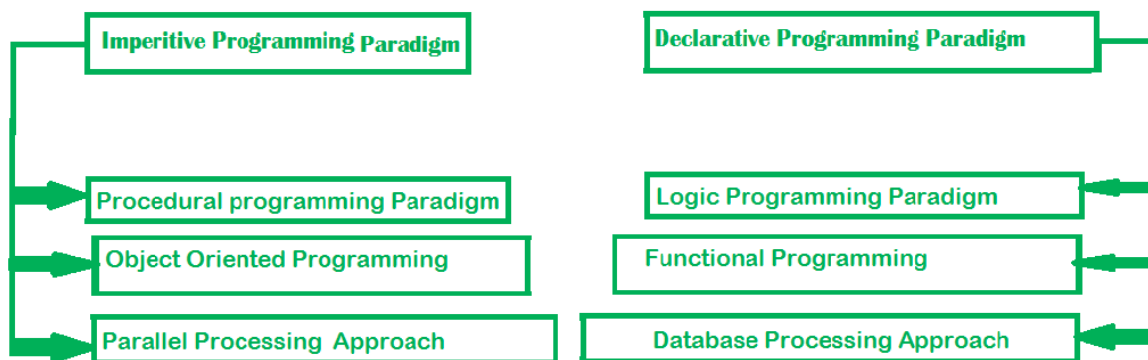 Imperitive Programming Paradigm
Declarative Programming Paradigm
Procedural programming Paradigm
Logic Programming Paradigm
Object Oriented Programming
Functional Programming
Parallel Processing Approach
Database Processing Approach